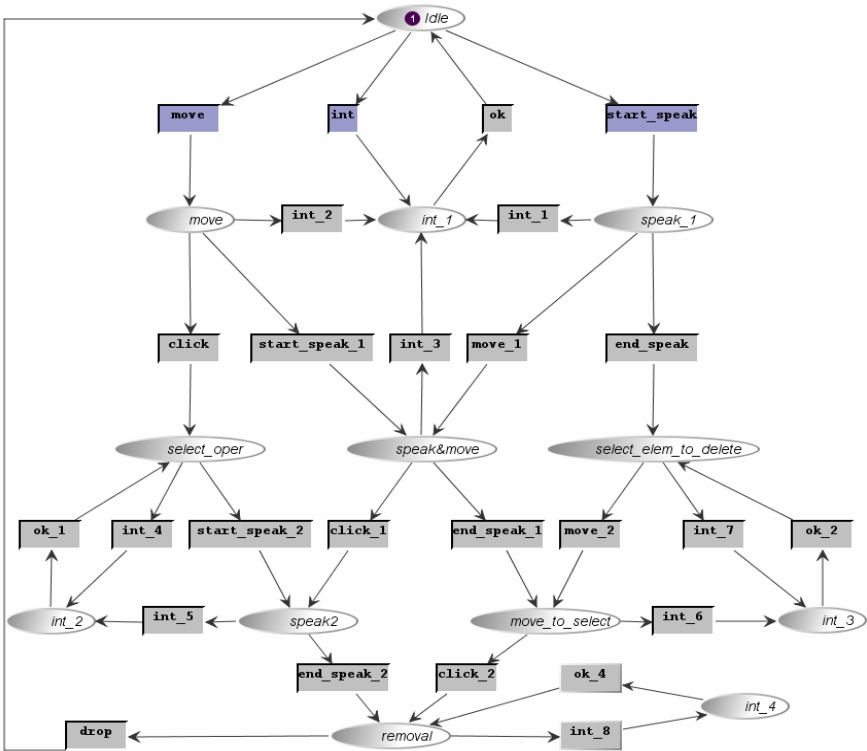 1 Idle
move
int
ok
start_speak
move
int_2
int_1
int_1
speak_1
click
start_speak_1
int_3
move_1
end_speak
select_oper
speak&move
select_elem_to_delete
ok_1
int_4
start_speak_2
click_1
end_speak_1
move_2
int_7
ok_2
int_2
int_5
speak2
move_to_select
int_6
int_3
end_speak_2
click_2
ok_4
int_4
drop
removal
int_8